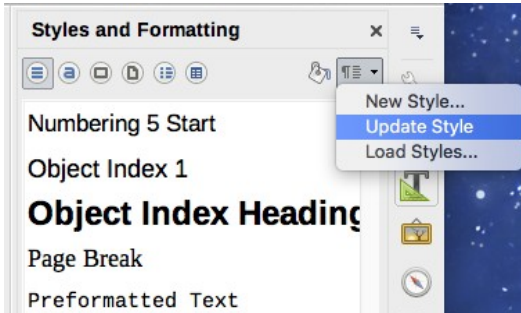 Styles and Formatting
New Style...
Update Style
Load Styles...
Numbering 5 Start
Object Index 1
Object Index Heading
Page Break
Preformatted Text